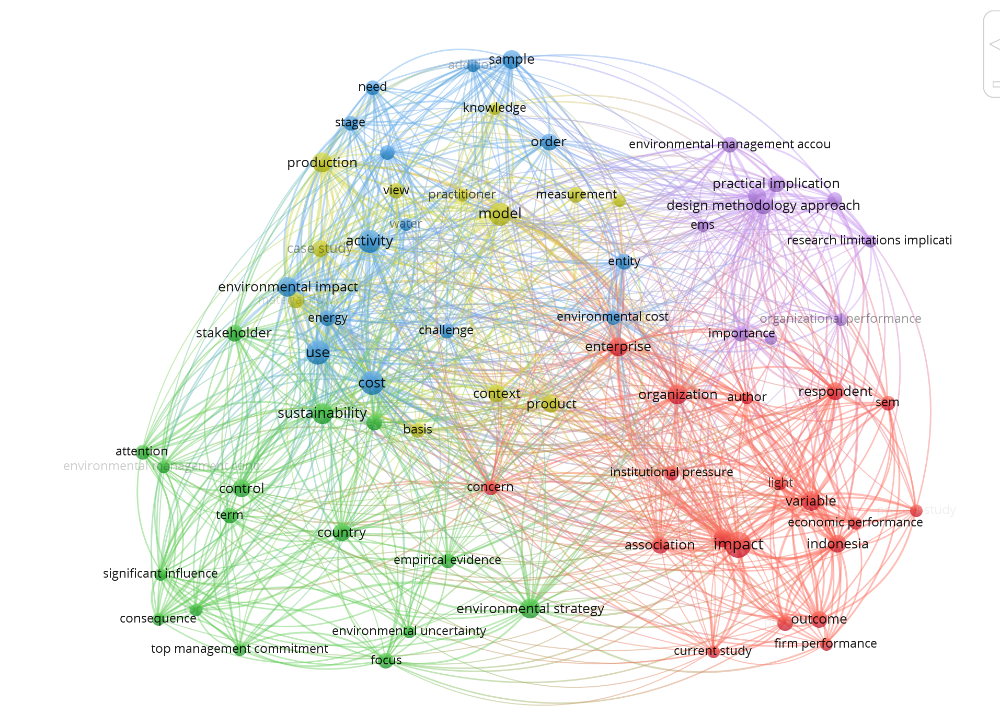 sample
addition
need
knowledge
stage
order
environmental management accou
production
practical implication
view
practitioner
measurement
design methodology approach
model
water
ems
activity
research limitations implicati
case study
entity
environmental impact
material flow
energy
environmental cost
organizational performance
challenge
stakeholder
importance
enterprise
use
cost
context
organization
author
respondent
product
sem
sustainability
basis
attention
environmental management contr
institutional pressure
light
control
concern
variable
study
term
economic performance
country
association
impact
indonesia
empirical evidence
significant influence
environmental strategy
turn
consequence
outcome
environmental uncertainty
firm performance
top management commitment
current study
focus